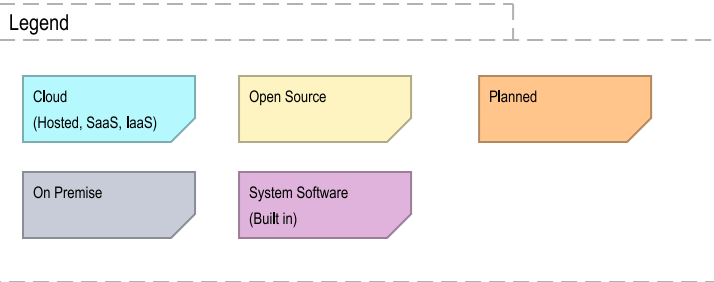 Legend
Cloud
(Hosted, SaaS, IaaS)
Open Source
Planned
On Premise
System Software
(Built in)